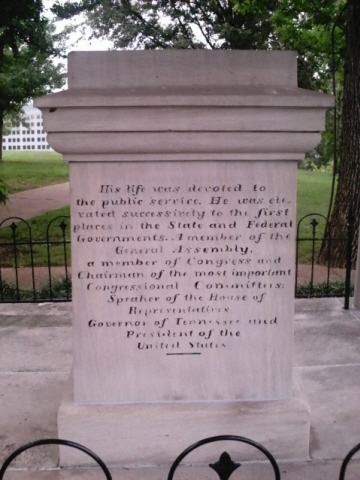 His life was devoted to
the public service. He was ele-
vated successively to the first
places in the State and Federal
Governments. A member of the
General Assembly,
a member of Congress and
Chairman of the most important
Congressional Committees:
Speaker of the House of
Representatives
Governor of Tennessee and
President of the
United States